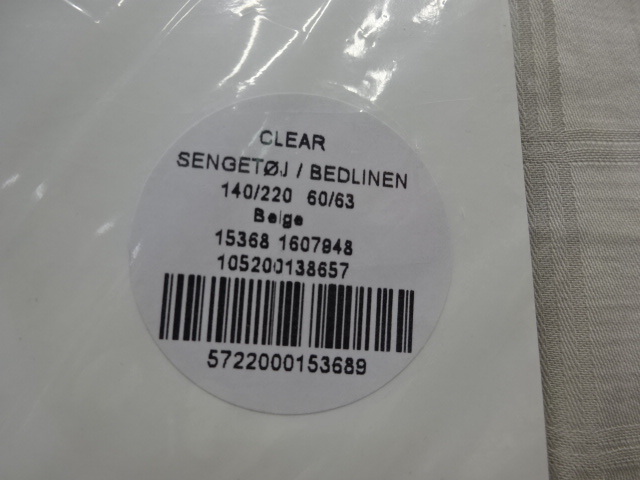 CLEAR
SENGETØJ / BEDLINEN
140/220 60/63
Beige
15368 1607948
105200138657
5722000153689